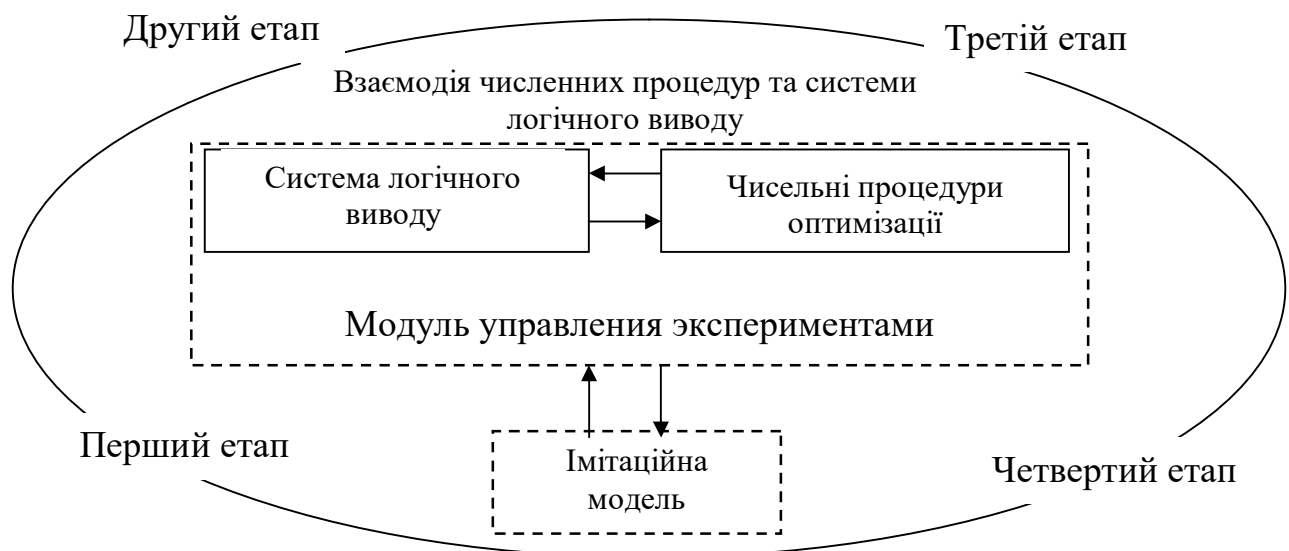 Другий етап
Третій етап
Взаємодія численних процедур та системи
логічного виводу
Система логічного
виводу
Чисельні процедури
оптимізації
Модуль управления экспериментами
Перший етап
Імітаційна
модель
Четвертий етап